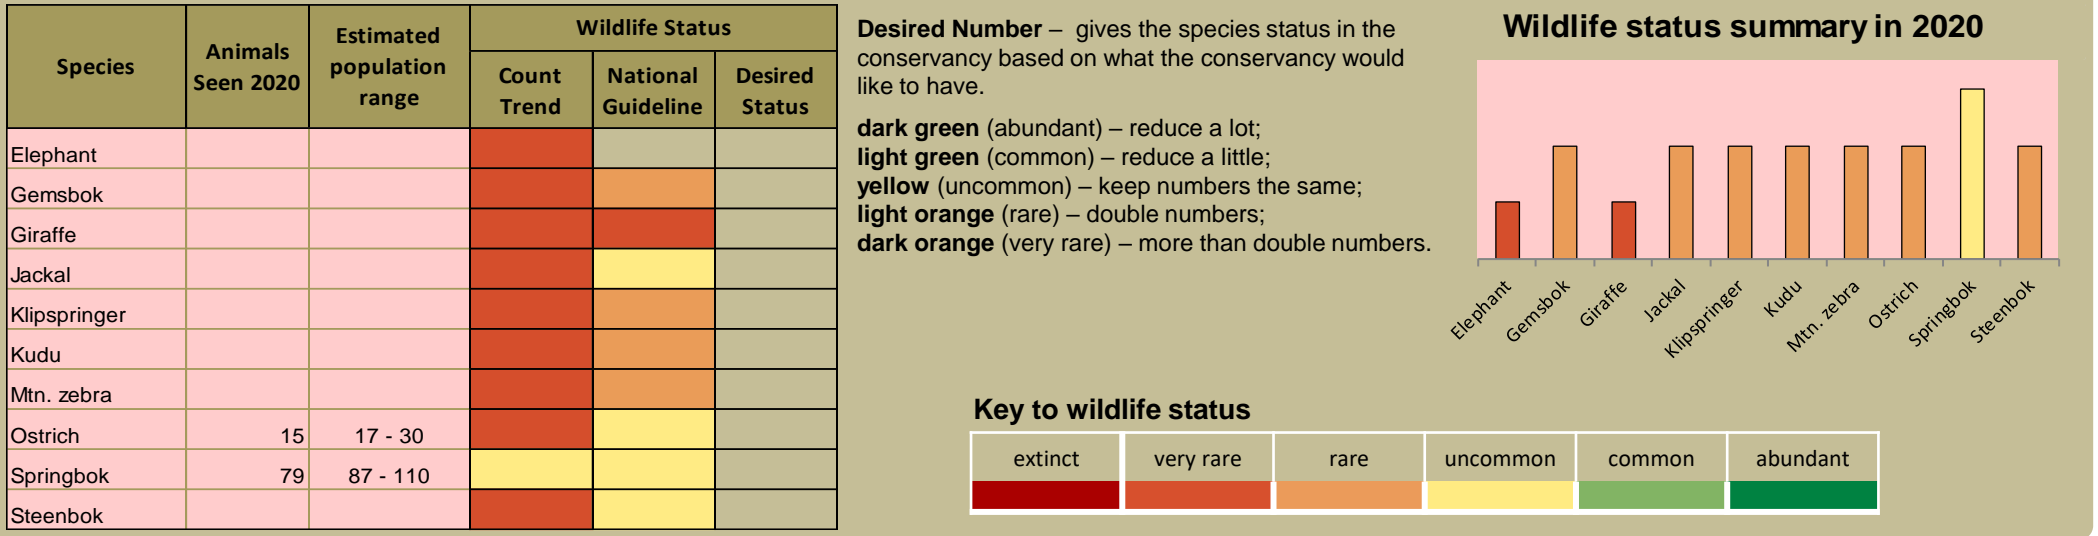 Species
Animals
Seen 2020
Estimated
population
range
Wildlife Status
Count
Trend
National
Guideline
Desired
Status
Elephant
Gemsbok
Giraffe
Jackal
Klipspringer
Kudu
Mtn. zebra
Ostrich 15 17 - 30
Springbok 79 87 - 110
Steenbok
Desired Number – gives the species status in the
conservancy based on what the conservancy would
like to have.
dark green (abundant) – reduce a lot;
light green (common) – reduce a little;
yellow (uncommon) – keep numbers the same;
light orange (rare) – double numbers;
dark orange (very rare) – more than double numbers.
Wildlife status summary in 2020
Elephant
Gemsbok
Giraffe
Jackal
Klipspringer
Kudu
Mtn. zebra
Ostrich
Springbok
Steenbok
Key to wildlife status
extinct very rare rare uncommon common abundant